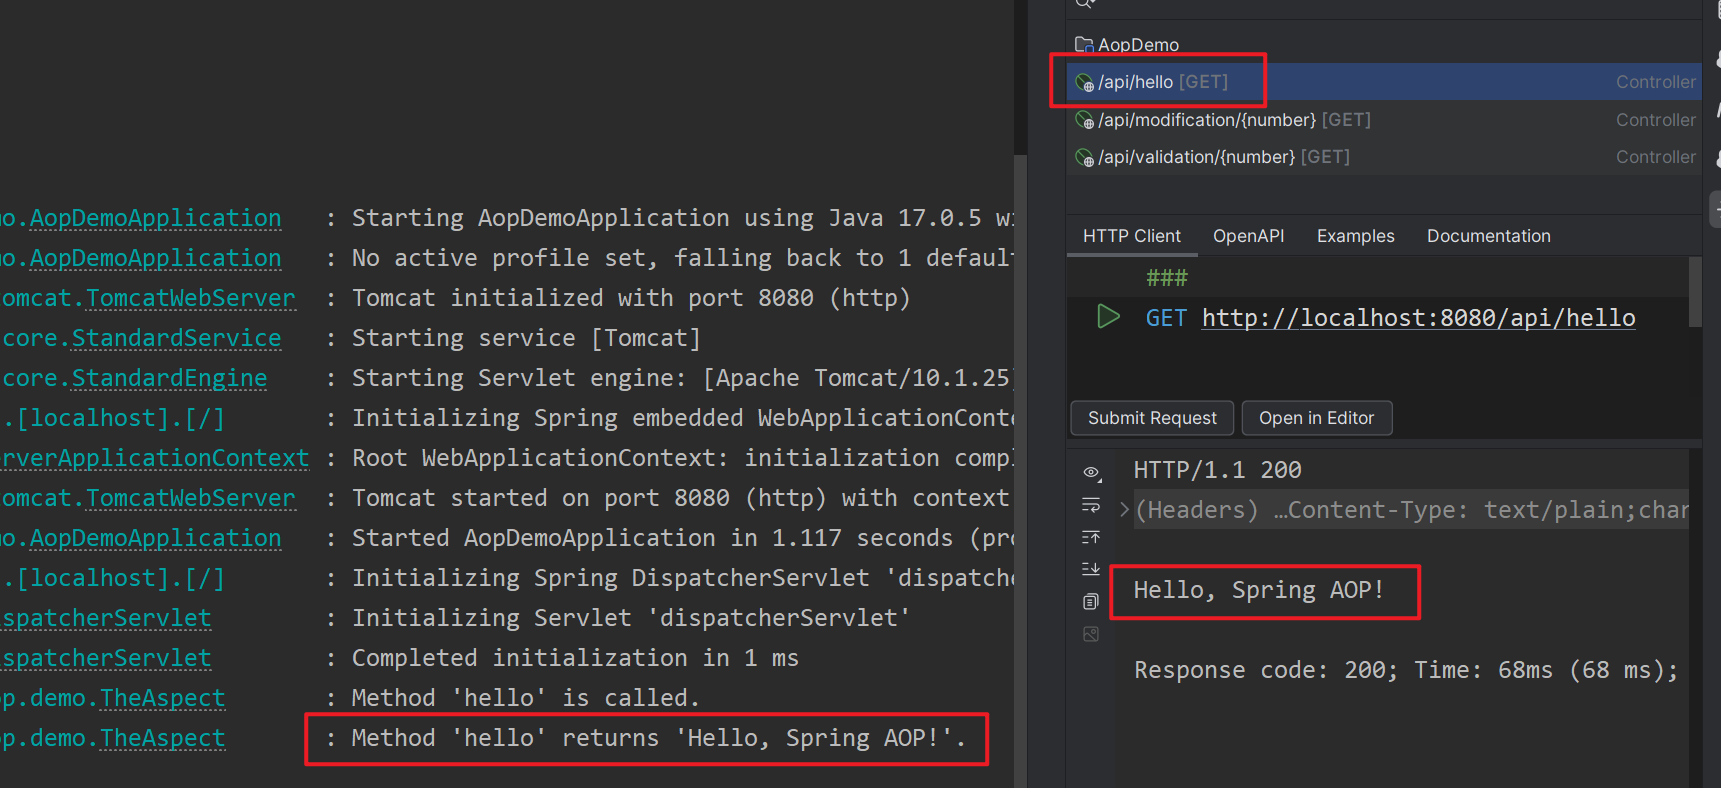 o.AopDemoApplication : Starting AopDemoApplication using Java 17.0.5 wi
o.AopDemoApplication : No active profile set, falling back to 1 default
omcat.TomcatWebServer : Tomcat initialized with port 8080 (http)
core.StandardService : Starting service [Tomcat]
core.StandardEngine : Starting Servlet engine: [Apache Tomcat/10.1.25]
.[localhost].[/] : Initializing Spring embedded WebApplicationConte
rverApplicationContext : Root WebApplicationContext: initialization compl
omcat.TomcatWebServer : Tomcat started on port 8080 (http) with context
o.AopDemoApplication : Started AopDemoApplication in 1.117 seconds (pro
.[localhost].[/] : Initializing Spring DispatcherServlet 'dispatche
spatcherServlet : Initializing Servlet 'dispatcherServlet'
spatcherServlet : Completed initialization in 1 ms
op.demo.TheAspect : Method 'hello' is called.
op.demo.TheAspect : Method 'hello' returns 'Hello, Spring AOP!'.
AopDemo
/api/hello [GET] Controller
/api/modification/{number} [GET] Controller
/api/validation/{number} [GET] Controller
HTTP Client OpenAPI Examples Documentation
###
GET http://localhost:8080/api/hello
Submit Request Open in Editor
HTTP/1.1 200
(Headers) …Content-Type: text/plain;char
Hello, Spring AOP!
Response code: 200; Time: 68ms (68 ms);